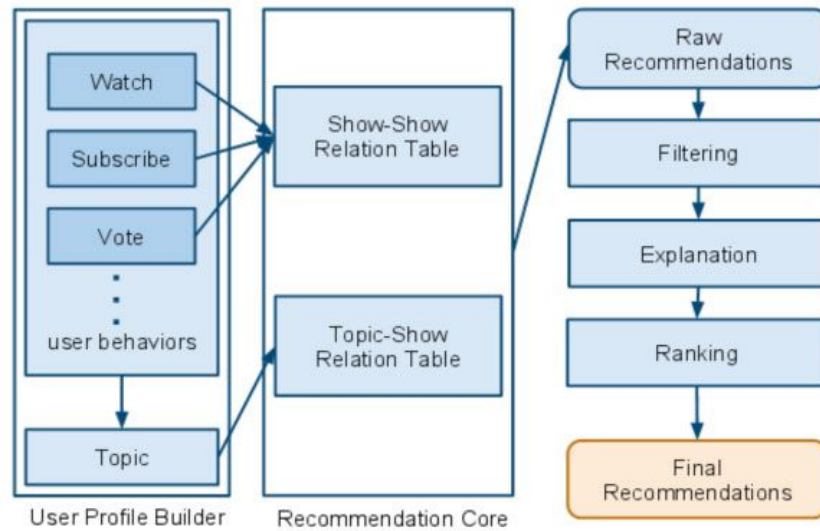 Watch
Subscribe
Vote
user behaviors
Topic
User Profile Builder
Show-Show
Relation Table
Topic-Show
Relation Table
Recommendation Core
Raw
Recommendations
Filtering
Explanation
Ranking
Final
Recommendations